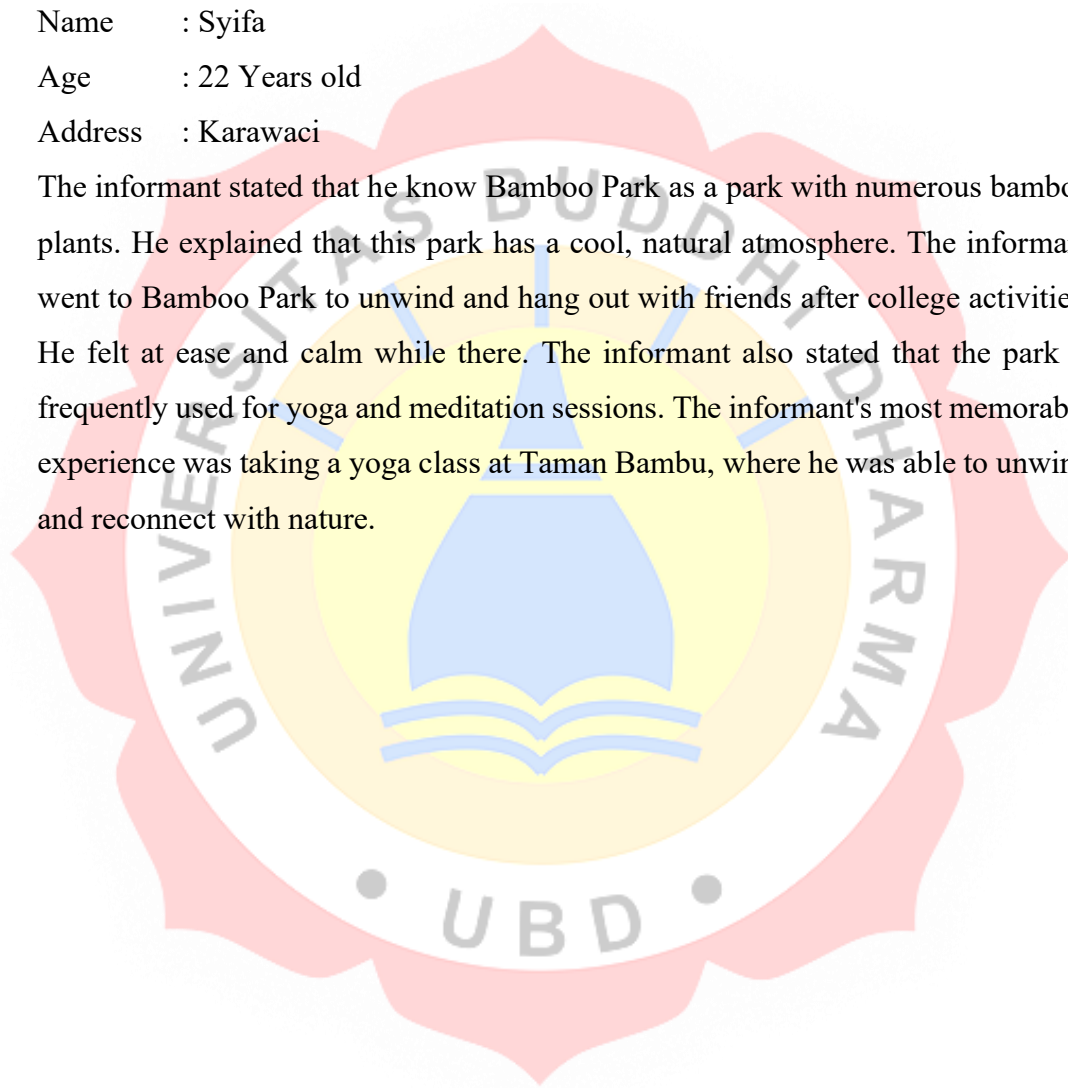 Name : Syifa
Age : 22 Years old
Address : Karawaci
The informant stated that he know Bamboo Park as a park with numerous bambo
plants. He explained that this park has a cool, natural atmosphere. The informa
went to Bamboo Park to unwind and hang out with friends after college activitie
He felt at ease and calm while there. The informant also stated that the park
frequently used for yoga and meditation sessions. The informant's most memorab
experience was taking a yoga class at Taman Bambu, where he was able to unwin
and reconnect with nature.
UNIVERSITAS BUDDHI DHARMA
• UBD •